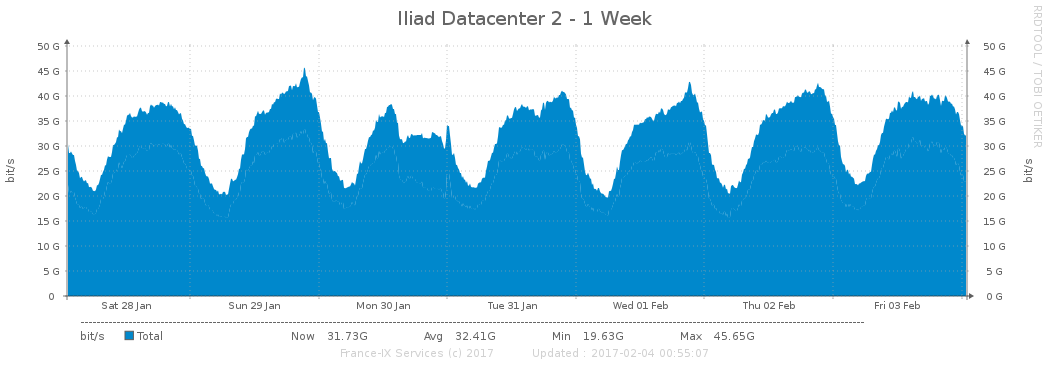 Iliad Datacenter 2 - 1 Week
RRDTOOL / TOBI OETIKER
50 G 50 G
45 G 45 G
40 G 40 G
35 G 35 G
30 G 30 G
25 G 25 G
20 G 20 G
15 G 15 G
10 G 10 G
5 G 5 G
0 0 G
bit/s bit/s
Sat 28 Jan Sun 29 Jan Mon 30 Jan Tue 31 Jan Wed 01 Feb Thu 02 Feb Fri 03 Feb
bit/s Total Now 31.73G Avg 32.41G Min 19.63G Max 45.65G
France-IX Services (c) 2017 Updated : 2017-02-04 00:55:07